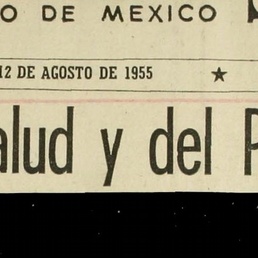 O DE MEXICO
12 DE AGOSTO DE 1955 ★
alud y del P